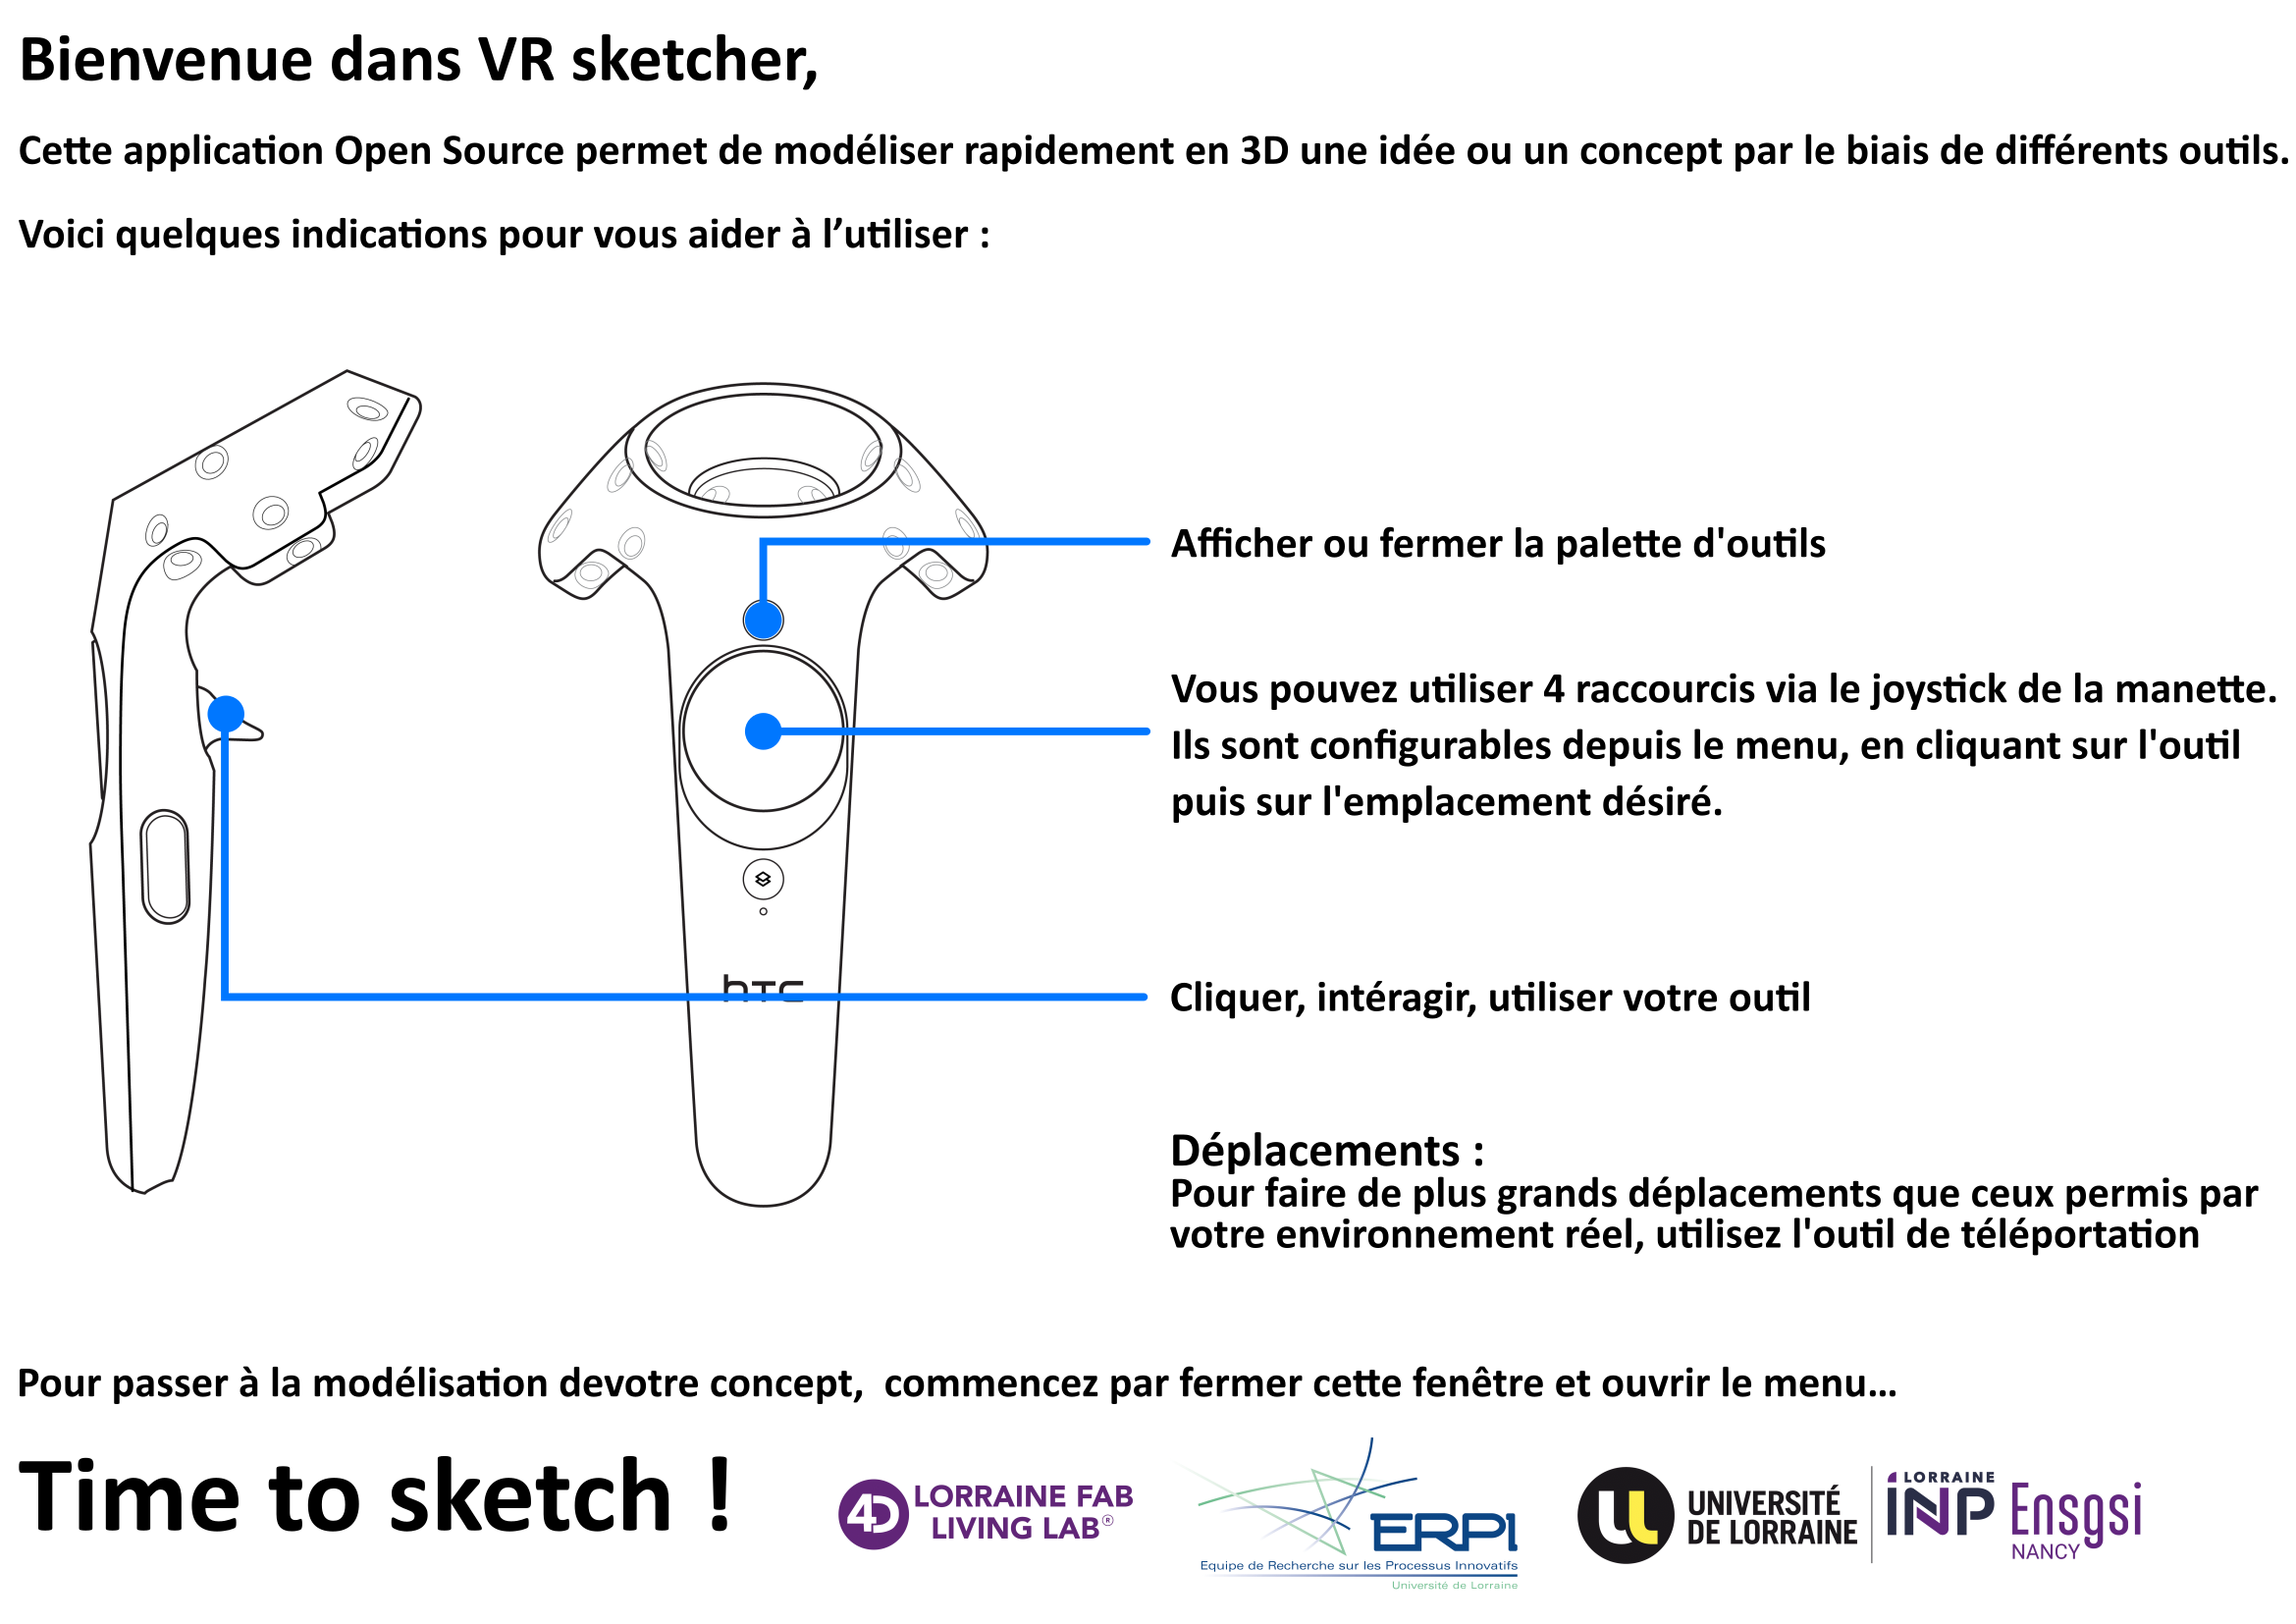 Bienvenue dans VR sketcher,
Cette application Open Source permet de modéliser rapidement en 3D une idée ou un concept par le biais de différents outils.
Voici quelques indications pour vous aider à l’utiliser :
Afficher ou fermer la palette d'outils
Vous pouvez utiliser 4 raccourcis via le joystick de la manette.
Ils sont configurables depuis le menu, en cliquant sur l'outil
puis sur l'emplacement désiré.
hTC
Cliquer, intéragir, utiliser votre outil
Déplacements :
Pour faire de plus grands déplacements que ceux permis par
votre environnement réel, utilisez l'outil de téléportation
Pour passer à la modélisation devotre concept,  commencez par fermer cette fenêtre et ouvrir le menu...
Time to sketch !
4D LORRAINE FAB
LIVING LAB®
ERPI
Equipe de Recherche sur les Processus Innovatifs
Université de Lorraine
UNIVERSITÉ
DE LORRAINE
LORRAINE
INP
Ensgsi
NANCY